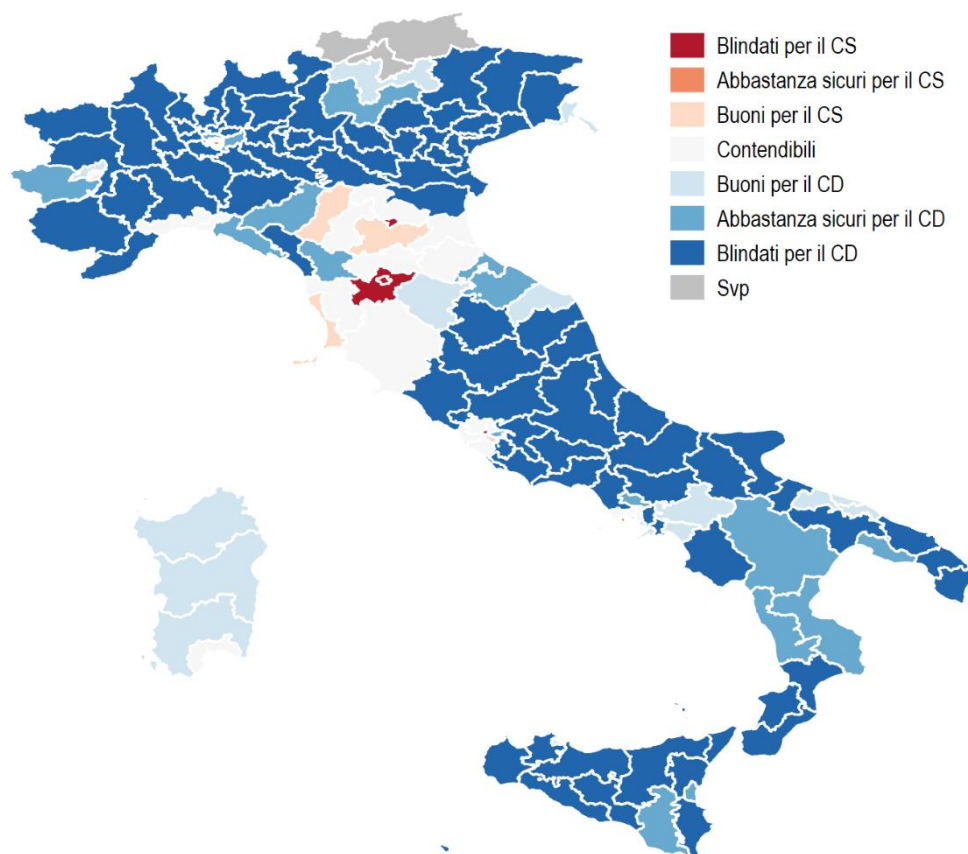 Blindati per il CS
Abbastanza sicuri per il CS
Buoni per il CS
Contendibili
Buoni per il CD
Abbastanza sicuri per il CD
Blindati per il CD
Svp